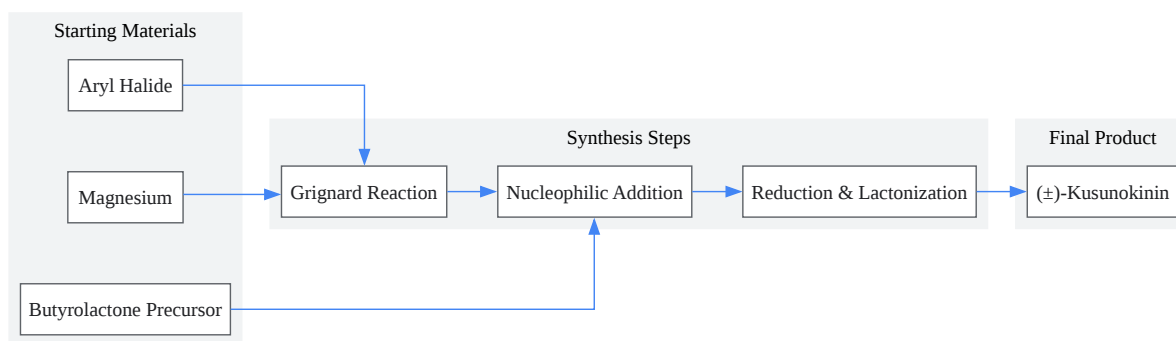 Starting Materials
Aryl Halide
Magnesium
Butyrolactone Precursor
Synthesis Steps
Grignard Reaction
Nucleophilic Addition
Reduction & Lactonization
Final Product
(±)-Kusunokinin